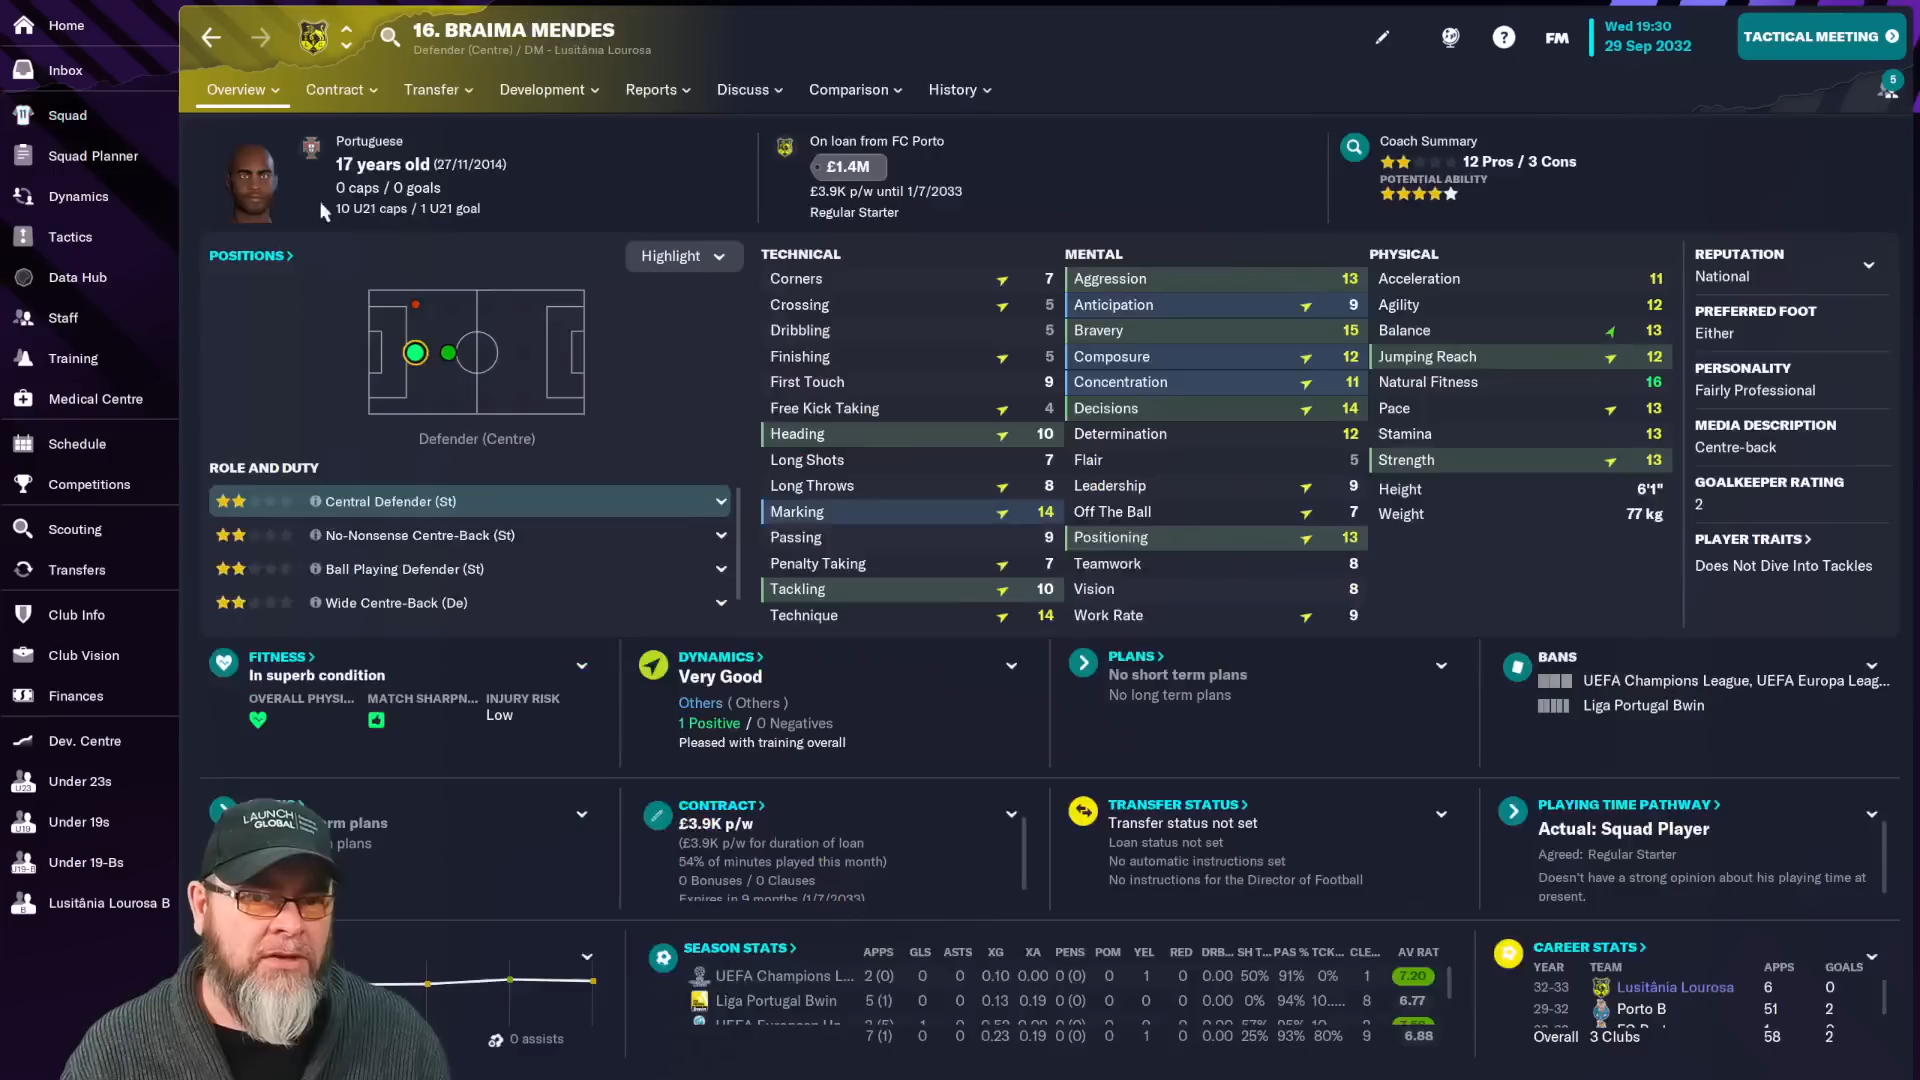 Home
Inbox
Squad
Squad Planner
Dynamics
Tactics
Data Hub
Staff
Training
Medical Centre
Schedule
Competitions
Scouting
Transfers
Club Info
Club Vision
Finances
Dev. Centre
Under 23s
Under 19s
Under 19-Bs
Lusitânia Lourosa B
16. BRAIMA MENDES
Defender (Centre) / DM - Lusitânia Lourosa
FM
Wed 19:30
29 Sep 2032
TACTICAL MEETING
5
Overview
Contract
Transfer
Development
Reports
Discuss
Comparison
History
Portuguese
17 years old (27/11/2014)
0 caps / 0 goals
10 U21 caps / 1 U21 goal
On loan from FC Porto
£1.4M
£3.9K p/w until 1/7/2033
Regular Starter
Coach Summary
12 Pros / 3 Cons
POTENTIAL ABILITY
POSITIONS >
Highlight
Defender (Centre)
ROLE AND DUTY
Central Defender (St)
No-Nonsense Centre-Back (St)
Ball Playing Defender (St)
Wide Centre-Back (De)
TECHNICAL
Corners 7
Crossing 5
Dribbling 5
Finishing 5
First Touch 9
Free Kick Taking 4
Heading 10
Long Shots 7
Long Throws 8
Marking 14
Passing 9
Penalty Taking 7
Tackling 10
Technique 14
MENTAL
Aggression 13
Anticipation 9
Bravery 15
Composure 12
Concentration 11
Decisions 14
Determination 12
Flair 5
Leadership 9
Off The Ball 7
Positioning 13
Teamwork 8
Vision 8
Work Rate 9
PHYSICAL
Acceleration 11
Agility 12
Balance 13
Jumping Reach 12
Natural Fitness 16
Pace 13
Stamina 13
Strength 13
Height 6'1"
Weight 77 kg
REPUTATION
National
PREFERRED FOOT
Either
PERSONALITY
Fairly Professional
MEDIA DESCRIPTION
Centre-back
GOALKEEPER RATING
2
PLAYER TRAITS >
Does Not Dive Into Tackles
FITNESS >
In superb condition
OVERALL PHYSI... MATCH SHARPN... INJURY RISK
Low
DYNAMICS >
Very Good
Others ( Others )
1 Positive / 0 Negatives
Pleased with training overall
PLANS >
No short term plans
No long term plans
BANS
UEFA Champions League, UEFA Europa Leag...
Liga Portugal Bwin
rm plans
plans
LAUNCH
GLOBAL
CONTRACT >
£3.9K p/w
(£3.9K p/w for duration of loan
54% of minutes played this month)
0 Bonuses / 0 Clauses
Expires in 9 months (1/7/2033)
TRANSFER STATUS >
Transfer status not set
Loan status not set
No automatic instructions set
No instructions for the Director of Football
PLAYING TIME PATHWAY >
Actual: Squad Player
Agreed: Regular Starter
Doesn't have a strong opinion about his playing time at
present.
0 assists
SEASON STATS > APPS GLS ASTS XG XA PENS POM YEL RED DRB... SH T... PAS % TCK... CLE... AV RAT
UEFA Champions L... 2 (0) 0 0 0.10 0.00 0 (0) 0 1 0 0.00 50% 91% 0% 1 7.20
Liga Portugal Bwin 5 (1) 0 0 0.13 0.19 0 (0) 0 0 0 0.00 0% 94% 10..... 8 6.77
7 (1) 0 0 0.23 0.19 0 (0) 0 1 0 0.00 25% 93% 80% 9 6.88
CAREER STATS >
YEAR TEAM APPS GOALS
32-33 Lusitânia Lourosa 6 0
29-32 Porto B 51 2
Overall 3 Clubs 58 2